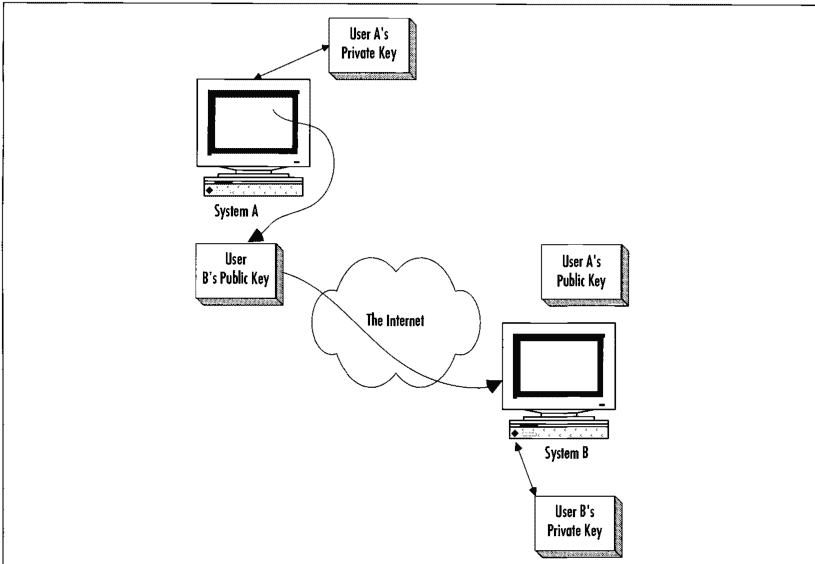 User A's
Private Key
System A
User
B's Public Key
The Internet
User A's
Public Key
System B
User B's
Private Key